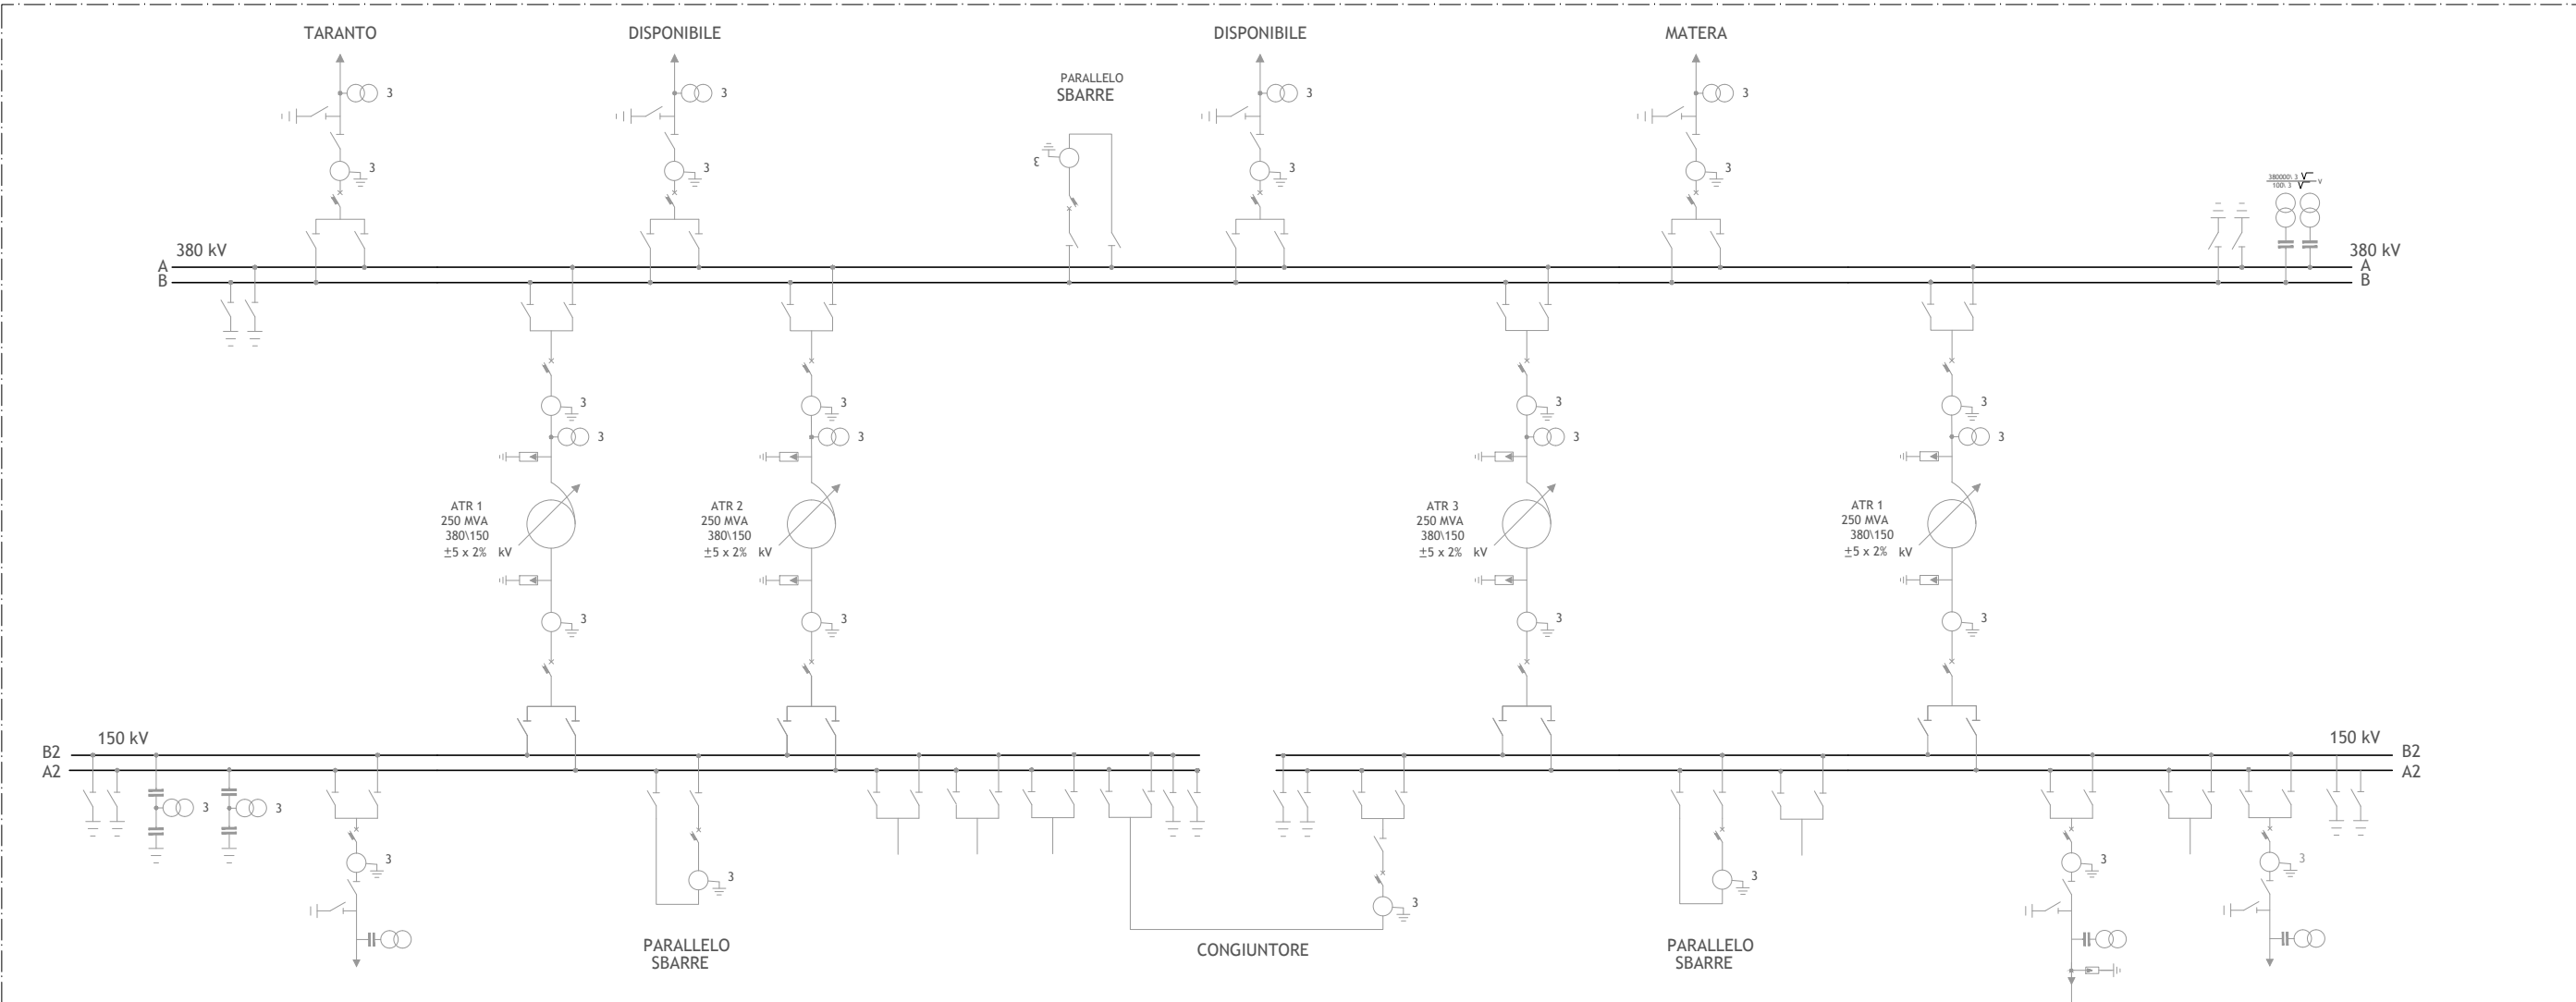 TARANTO
DISPONIBILE
DISPONIBILE
MATERA
PARALLELO
SBARRE
3
3
3
3
3
3
3
3
3
380000\ 3 √
100\ 3 √ V
380 kV
380 kV
A
B
A
B
3
3
3
3
3
3
3
3
ATR 1
250 MVA
380\150
±5 x 2% kV
ATR 2
250 MVA
380\150
±5 x 2% kV
ATR 3
250 MVA
380\150
±5 x 2% kV
ATR 1
250 MVA
380\150
±5 x 2% kV
3
3
3
3
150 kV
150 kV
B2
A2
B2
A2
3
3
3
3
3
3
3
3
PARALLELO
SBARRE
CONGIUNTORE
PARALLELO
SBARRE